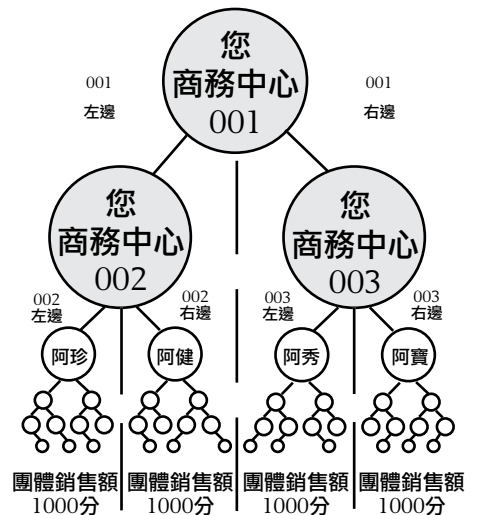 您
商務中心
001
001
左邊
001
右邊
您
商務中心
002
您
商務中心
003
002
左邊
002
右邊
003
左邊
003
右邊
阿珍
阿健
阿秀
阿寶
團體銷售額
1000分
團體銷售額
1000分
團體銷售額
1000分
團體銷售額
1000分